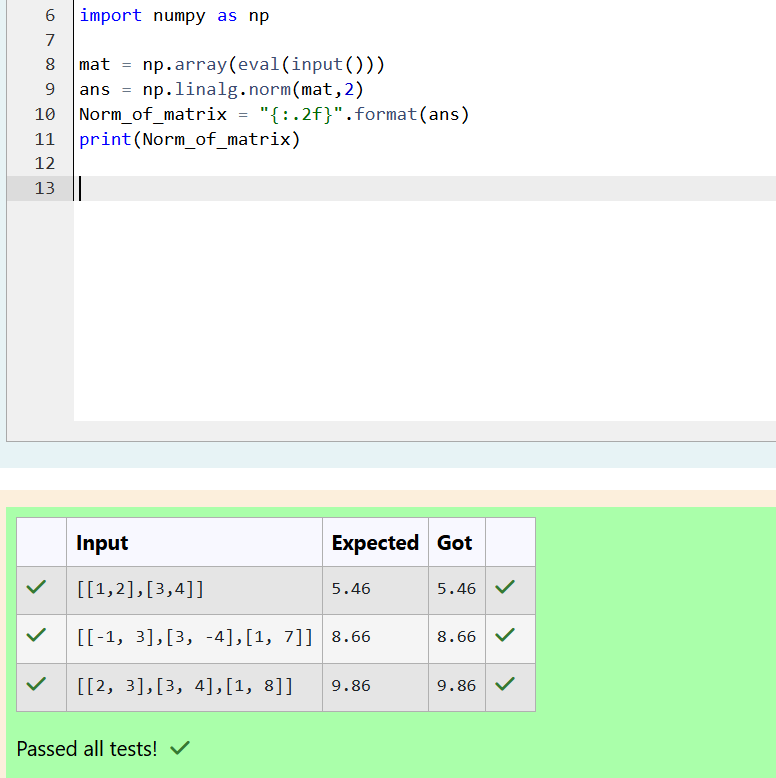 6 import numpy as np
7
8 mat = np.array(eval(input()))
9 ans = np.linalg.norm(mat,2)
10 Norm_of_matrix = "{:.2f}".format(ans)
11 print(Norm_of_matrix)
12
13
Input Expected Got
[[1,2],[3,4]] 5.46 5.46
[[-1, 3],[3, -4],[1, 7]] 8.66 8.66
[[2, 3],[3, 4],[1, 8]] 9.86 9.86
Passed all tests!